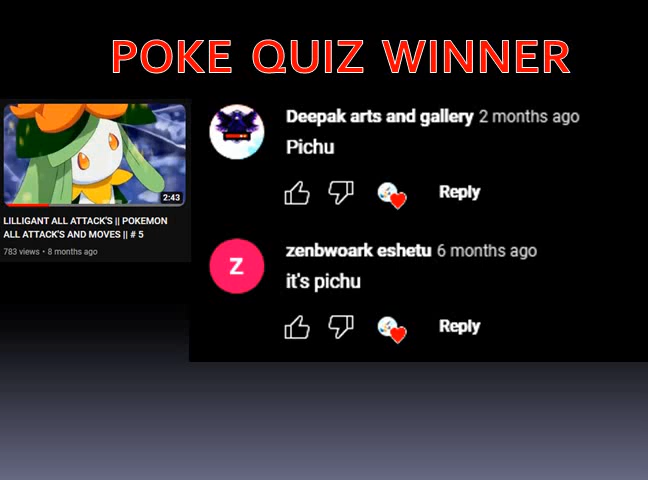 POKE QUIZ WINNER
2:43
LILLIGANT ALL ATTACK'S || POKEMON
ALL ATTACK'S AND MOVES || # 5
783 views • 8 months ago
Deepak arts and gallery 2 months ago
Pichu
Reply
Z
zenbwoark eshetu 6 months ago
it's pichu
Reply